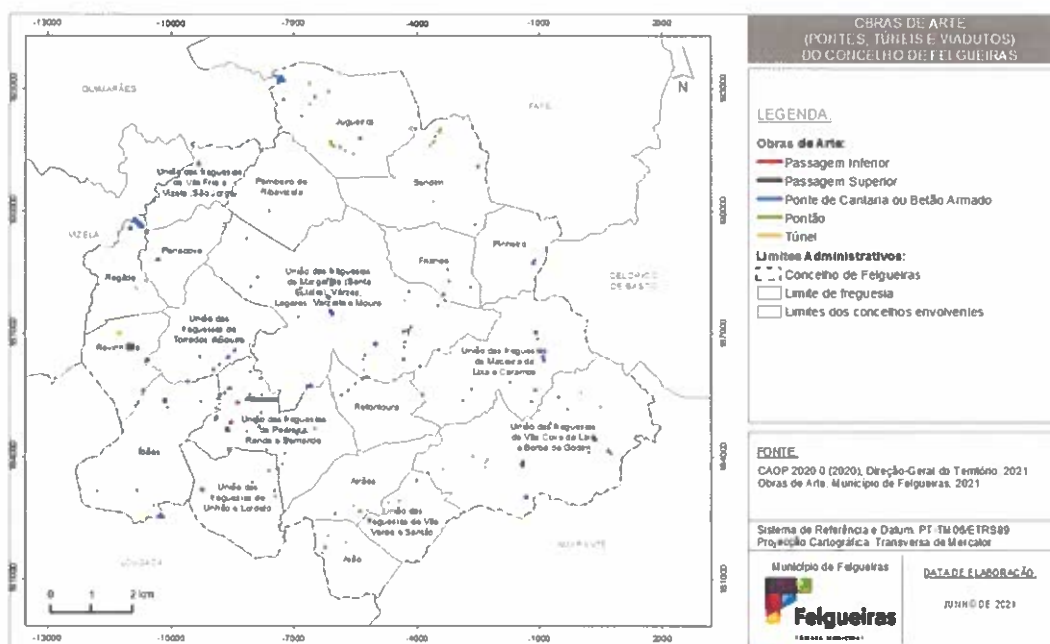 -13000 -10000 -7000 -4000 -1000 2000
OBRAS DE ARTE
(PONTES, TÚNEIS E VIADUTOS)
DO CONCELHO DE FELGUEIRAS
N
GUIMARÃES
FAFE
VIZELA
CELORICO
DE BASTO
LOUSADA
AMARANTE
Jugueiros
Sendim
União das freguesias
de Vila Fria e
Vizela (São Jorge)
Pombeiro de
Ribavizela
Penacova
Regilde
Pinheiro
Friande
União das freguesias
de Margaride (Santa
Eulália), Várzea,
Lagares, Varziela e Moure
União das
freguesias de
Torrados e Sousa
Revinhade
União das freguesias
de Macieira da
Lixa e Caramos
Refontoura
União das freguesias
de Pedreira,
Rande e Sernande
União das freguesias
de Vila Cova da Lixa
e Borba de Godim
Idães
Airães
União das
freguesias de
Unhão e Lordelo
União das
freguesias de Vila
Verde e Santão
Aião
0 1 2 km
-13000 -10000 -7000 -4000 -1000 2000
LEGENDA:
Obras de Arte:
Passagem Inferior
Passagem Superior
Ponte de Cantaria ou Betão Armado
Pontão
Túnel
Limites Administrativos:
Concelho de Felgueiras
Limite de freguesia
Limites dos concelhos envolventes
FONTE:
CAOP 2020.0 (2020), Direção-Geral do Território, 2021
Obras de Arte, Município de Felgueiras, 2021
Sistema de Referência e Datum: PT-TM06/ETRS89
Projecção Cartográfica: Transversa de Mercator
Município de Felgueiras
Felgueiras
CÂMARA MUNICIPAL
DATA DE ELABORAÇÃO:
JUNHO DE 2021